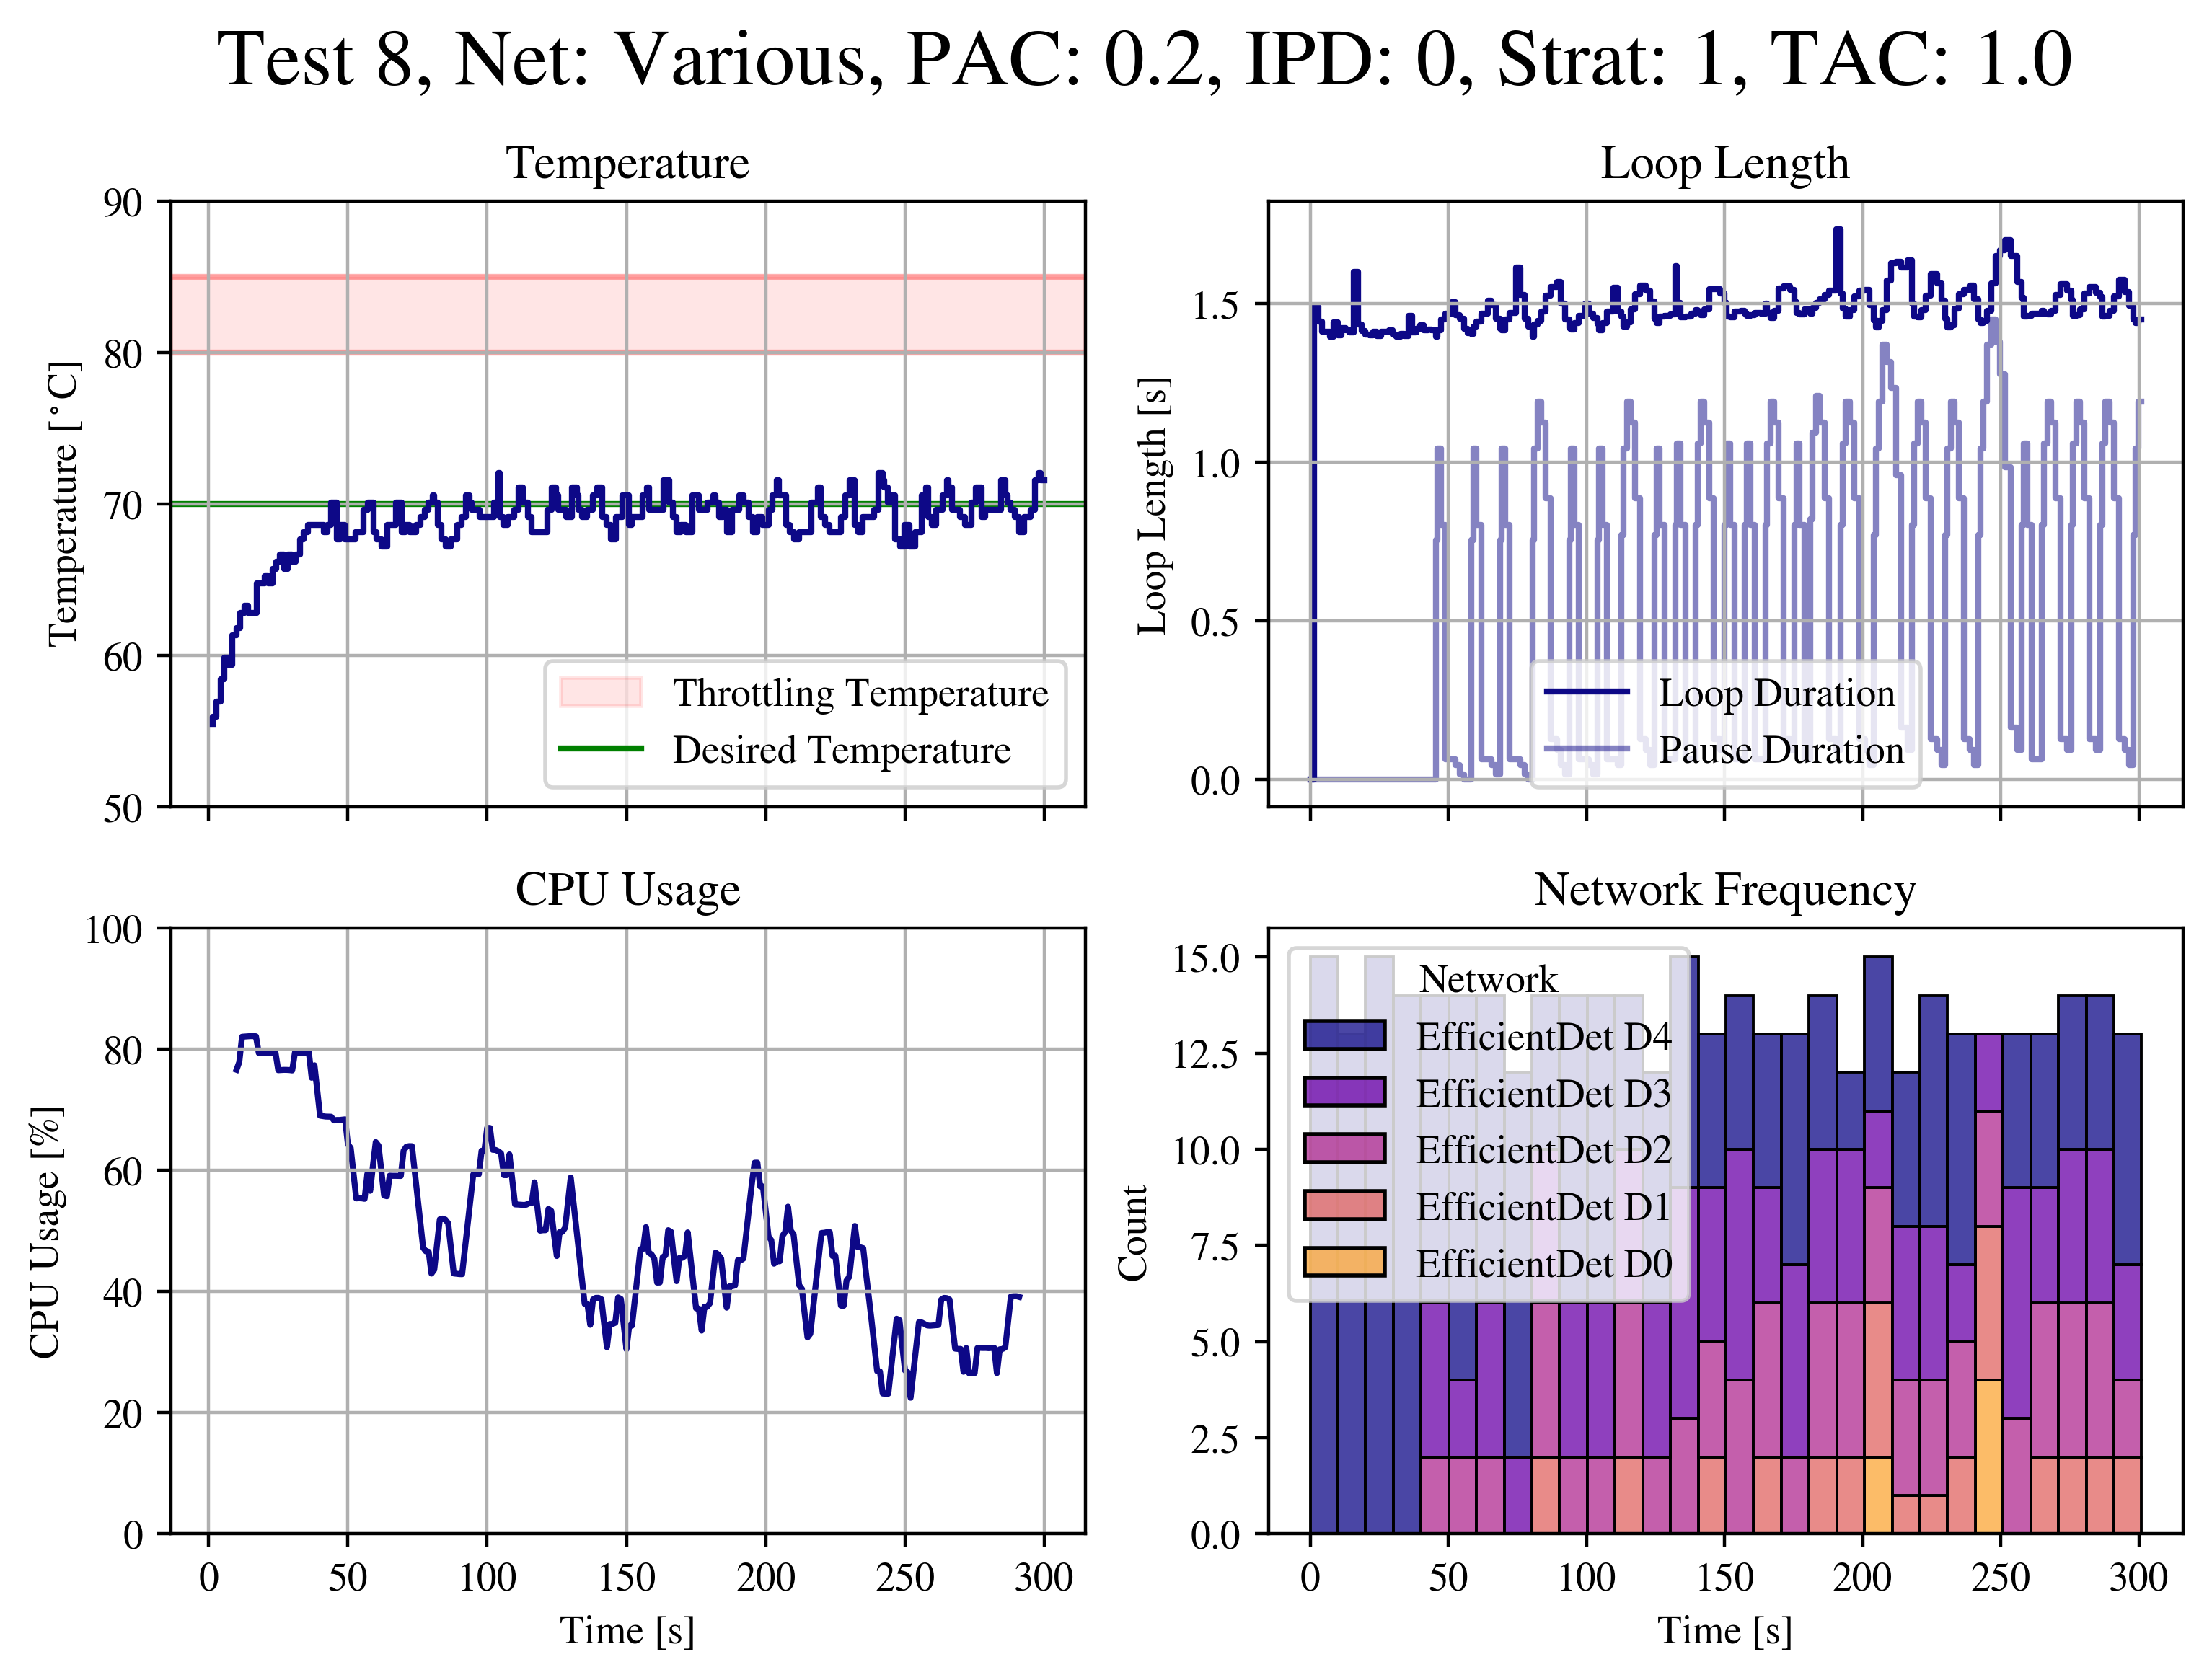 Test 8, Net: Various, PAC: 0.2, IPD: 0, Strat: 1, TAC: 1.0
Temperature
90
80
70
60
50
Temperature [°C]
Throttling Temperature
Desired Temperature
Loop Length
1.5
1.0
0.5
0.0
Loop Length [s]
Loop Duration
Pause Duration
CPU Usage
100
80
60
40
20
0
CPU Usage [%]
0 50 100 150 200 250 300
Time [s]
Network Frequency
15.0
12.5
10.0
7.5
5.0
2.5
0.0
Count
Network
EfficientDet D4
EfficientDet D3
EfficientDet D2
EfficientDet D1
EfficientDet D0
0 50 100 150 200 250 300
Time [s]